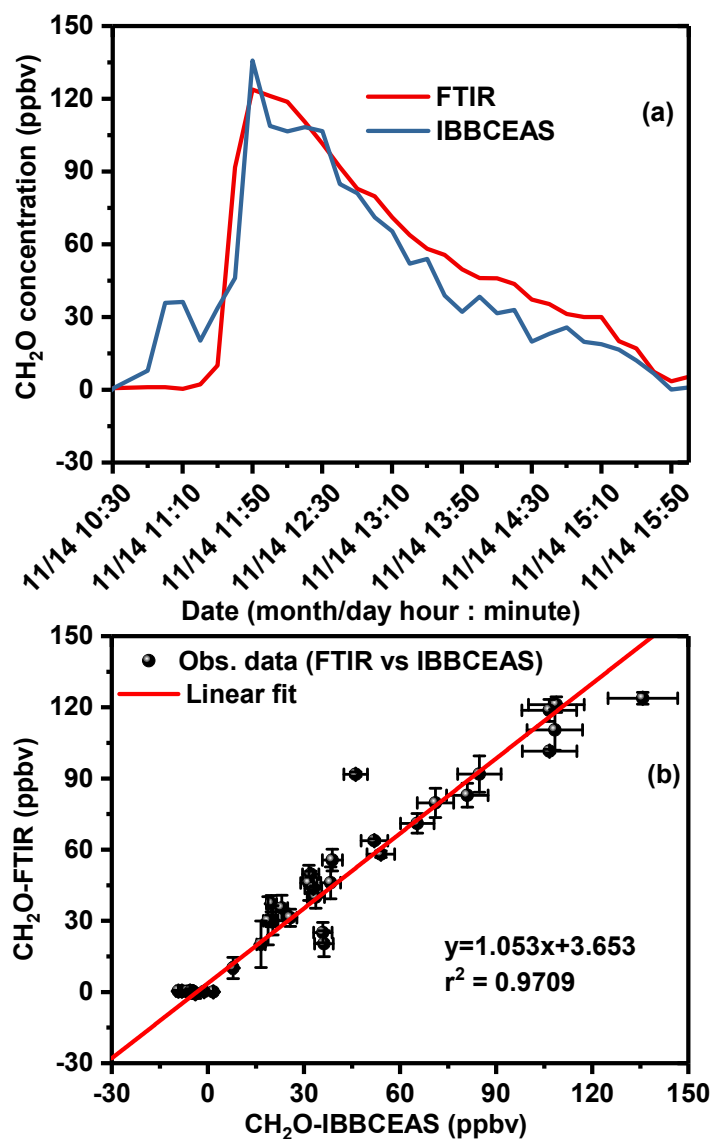 150
120
90
60
30
0
-30
CH₂O concentration (ppbv)
FTIR
IBBCEAS
(a)
11/14 10:30
11/14 11:10
11/14 11:50
11/14 12:30
11/14 13:10
11/14 13:50
11/14 14:30
11/14 15:10
11/14 15:50
Date (month/day hour : minute)
150
120
90
60
30
0
-30
CH₂O-FTIR (ppbv)
Obs. data (FTIR vs IBBCEAS)
Linear fit
(b)
y=1.053x+3.653
r² = 0.9709
-30 0 30 60 90 120 150
CH₂O-IBBCEAS (ppbv)